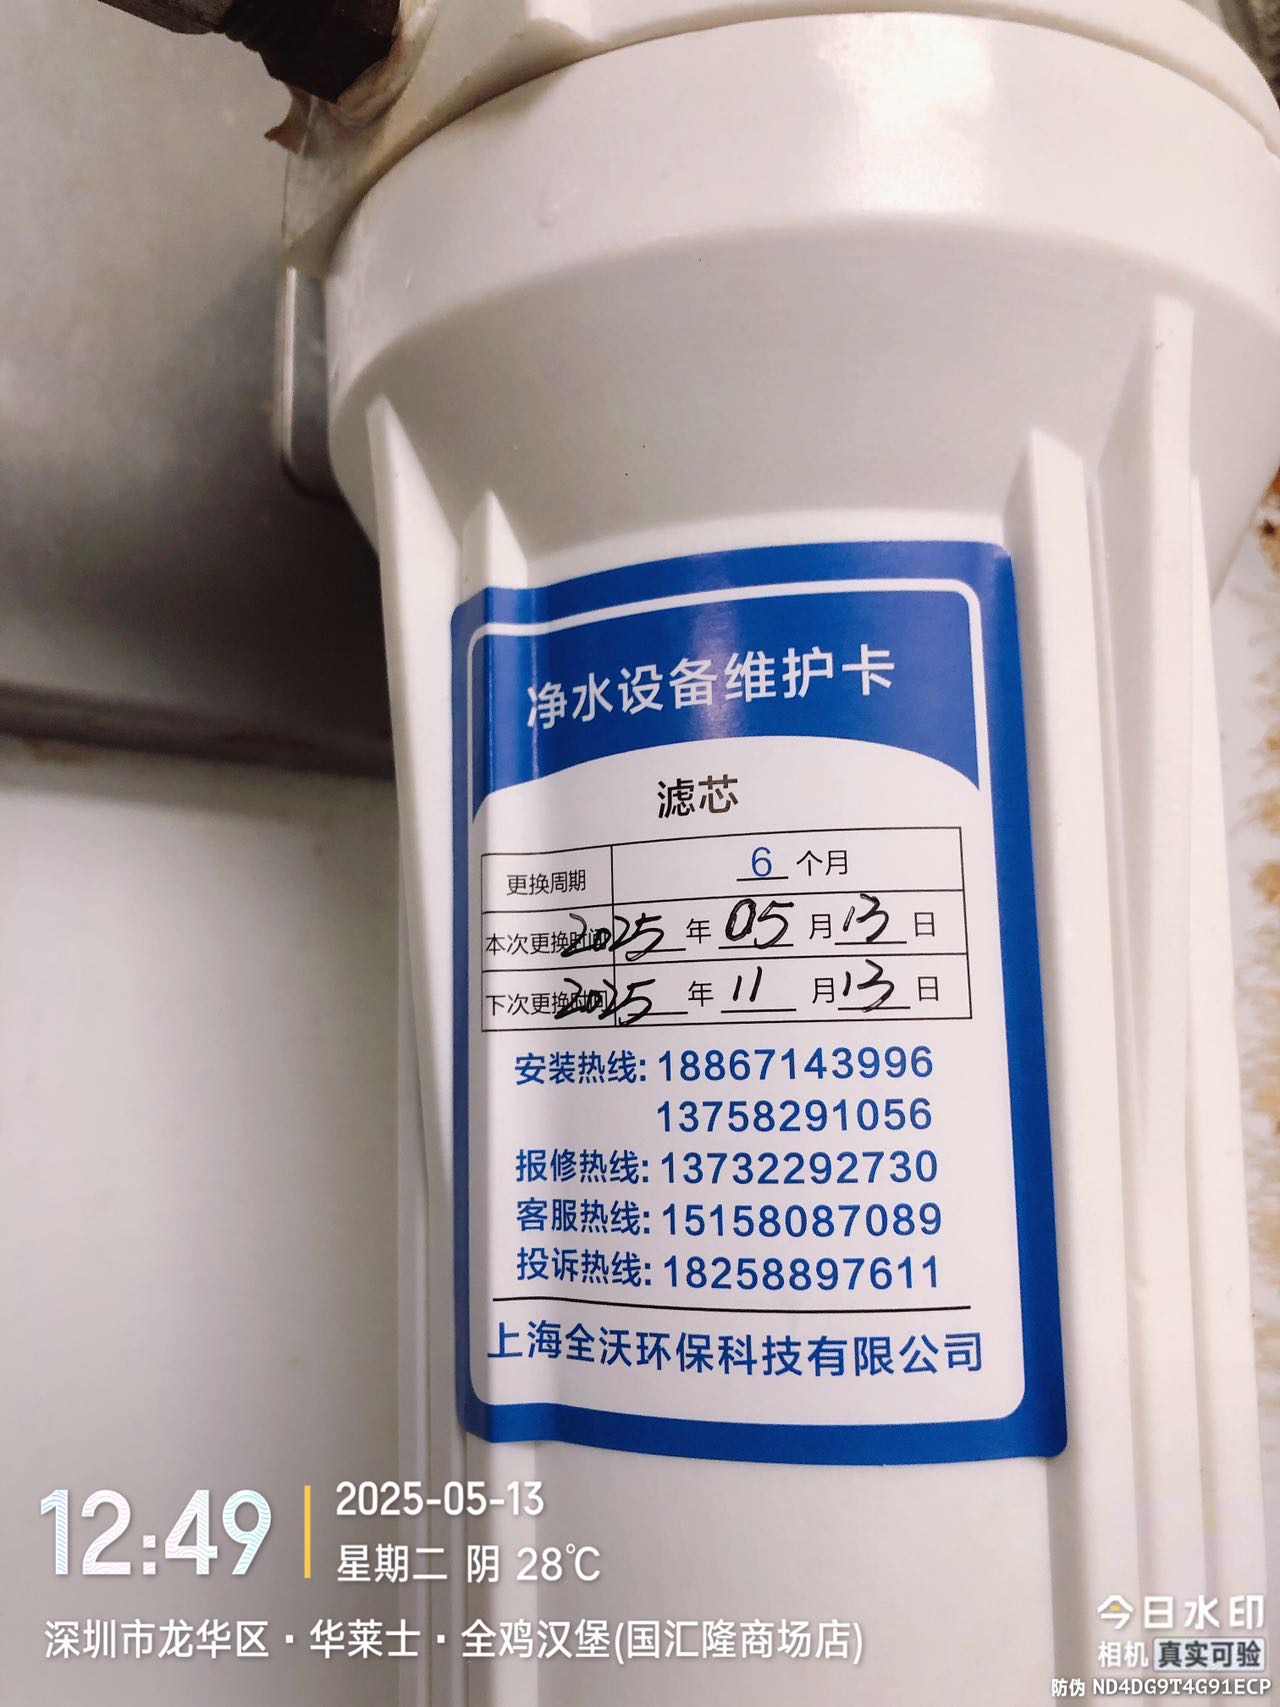 净水设备维护卡
滤芯
更换周期 6 个月
本次更换时间 2025 年 05 月 13 日
下次更换时间 2025 年 11 月 13 日
安装热线: 18867143996
13758291056
报修热线: 13732292730
客服热线: 15158087089
投诉热线: 18258897611
上海全沃环保科技有限公司
12:49
2025-05-13
星期二 阴 28℃
深圳市龙华区·华莱士·全鸡汉堡(国汇隆商场店)
今日水印
相机 真实可验
防伪 ND4DG9T4G91ECP